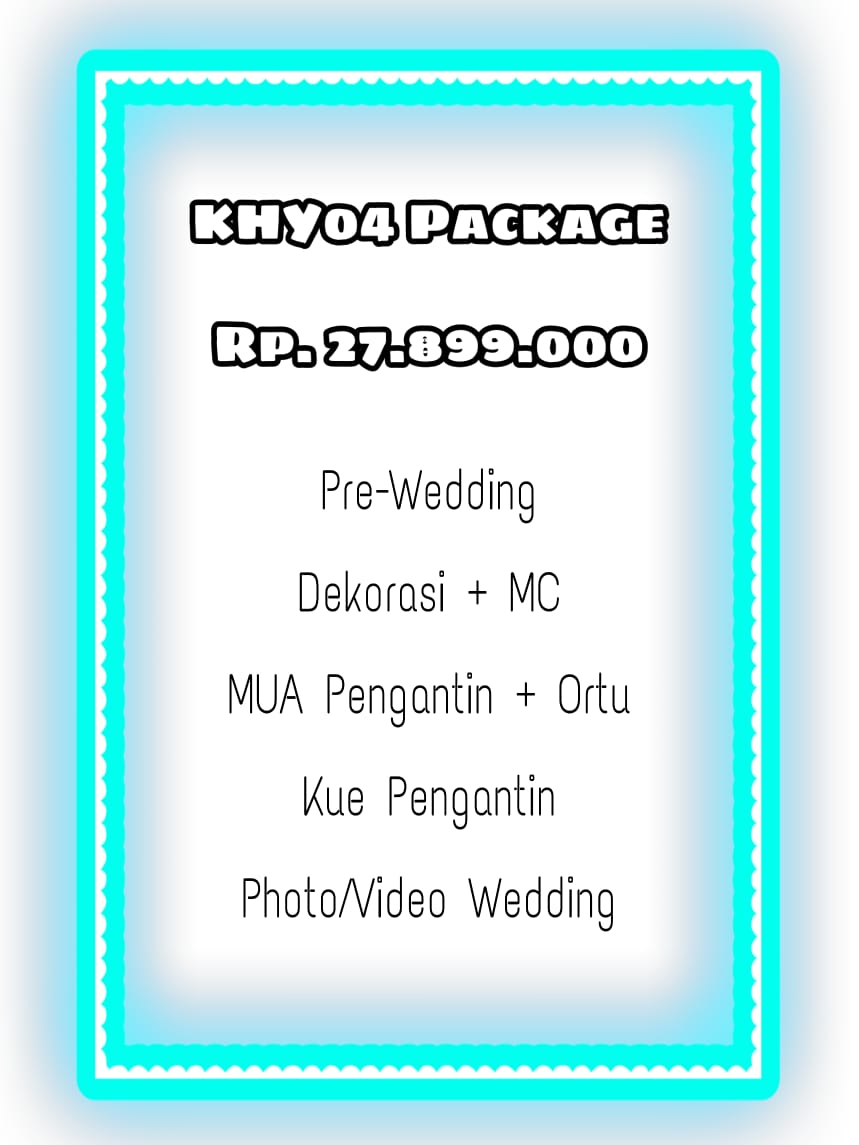 KHY04 Package
Rp. 27.899.000
Pre-Wedding
Dekorasi + MC
MUA Pengantin + Ortu
Kue Pengantin
Photo/Video Wedding